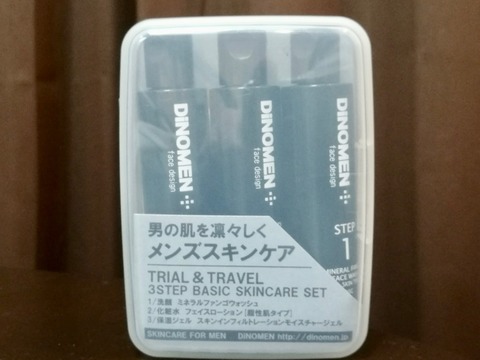 DINOMEN
face design
DINOMEN
face design
DINOMEN
face design
STEP
1
男の肌を凛々しく
メンズスキンケア
TRIAL & TRAVEL
3STEP BASIC SKINCARE SET
1/洗顔 ミネラルファンゴウォッシュ
2/化粧水 フェイスローション [脂性肌タイプ]
3/保湿ジェル スキンインフィルトレーションモイスチャージェル
SKINCARE FOR MEN DiNOMEN http://dinomen.jp